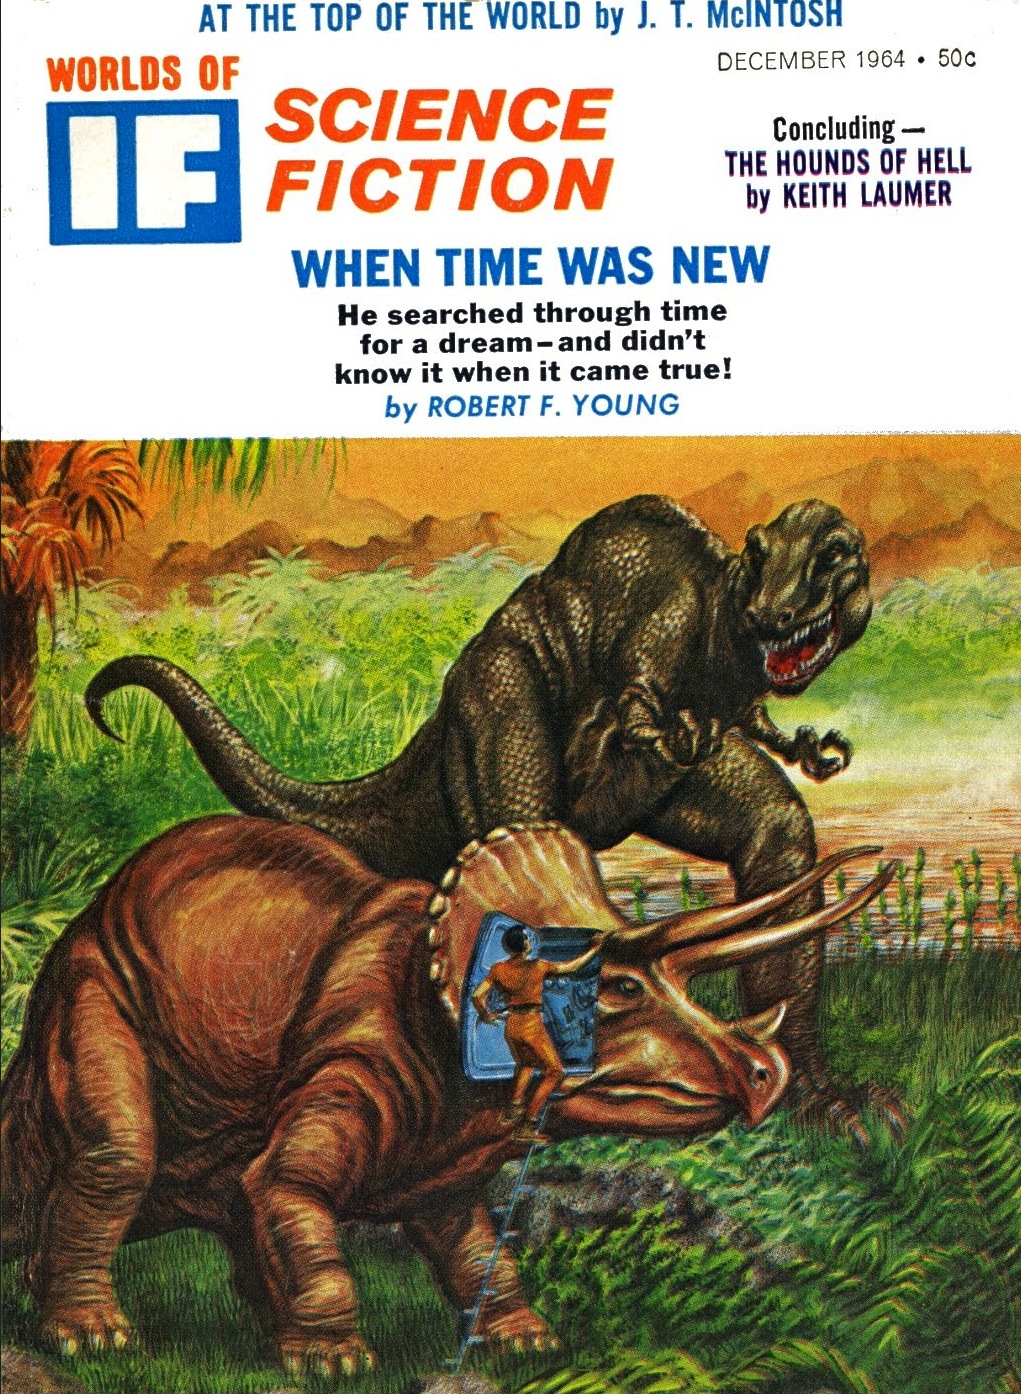 AT THE TOP OF THE WORLD by J. T. McINTOSH
DECEMBER 1964 • 50c
WORLDS OF
IF
SCIENCE
FICTION
Concluding—
THE HOUNDS OF HELL
by KEITH LAUMER
WHEN TIME WAS NEW
He searched through time
for a dream—and didn't
know it when it came true!
by ROBERT F. YOUNG